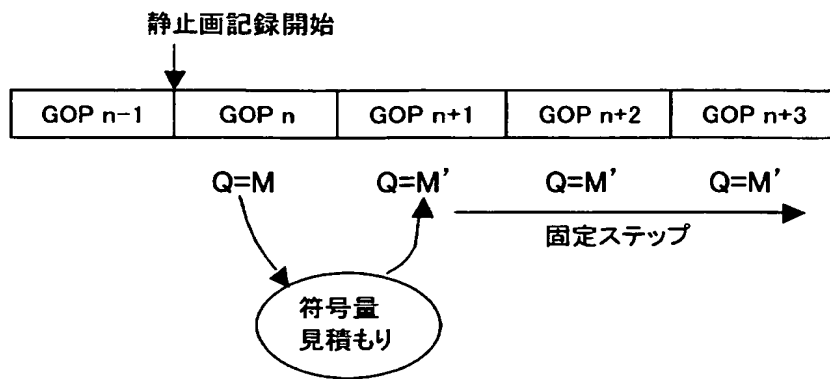 静止画記録開始
GOP n-1 GOP n GOP n+1 GOP n+2 GOP n+3
Q=M Q=M' Q=M' Q=M'
固定ステップ
符号量
見積もり